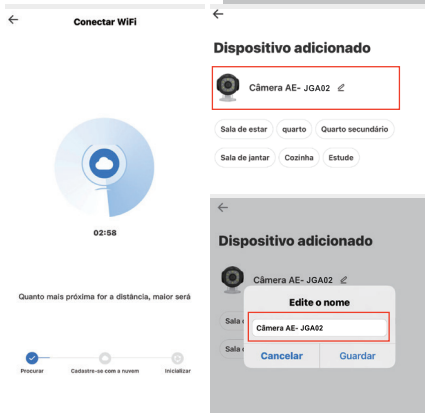 Conectar WiFi
02:58
Quanto mais próxima for a distância, maior será
Procurar
Cadastre-se com a nuvem
Inicializar
Dispositivo adicionado
Câmera AE- JGA02
Sala de estar
quarto
Quarto secundário
Sala de jantar
Cozinha
Estude
Dispositivo adicionado
Câmera AE- JGA02
Sala
Sala
Edite o nome
Câmera AE- JGA02
Cancelar
Guardar